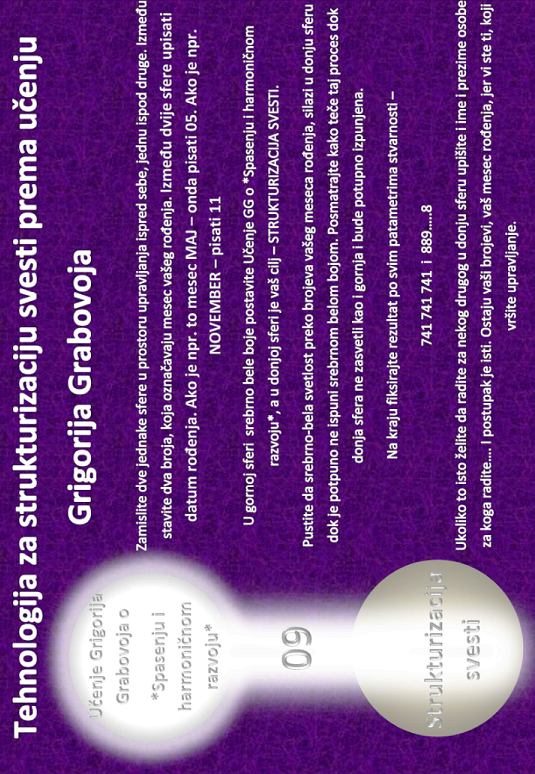 Tehnologija za strukturizaciju svesti prema učenju
Grigorija Grabovoja
Zamislite dve jednake sfere u prostoru upravljanja ispred sebe, jednu ispod druge. Između
stavite dva broja, koja označavaju mesec vašeg rođenja. Između dvije sfere upisati
datum rođenja. Ako je npr. to mesec MAJ – onda pisati 05. Ako je npr.
NOVEMBER – pisati 11
U gornoj sferi srebrno bele boje postavite Učenje GG o *Spasenju i harmoničnom
razvoju*, a u donjoj sferi je vaš cilj – STRUKTURIZACIJA SVESTI.
Pustite da srebrno-bela svetlost preko brojeva vašeg meseca rođenja, silazi u donju sferu
dok je potpuno ne ispuni srebrnom belom bojom. Posmatrajte kako teče taj proces dok
donja sfera ne zasvetli kao i gornja i bude potupno izpunjena.
Na kraju fiksirajte rezultat po svim patametrima stvarnosti –
741 741 741 i 889…..8
Ukoliko to isto želite da radite za nekog drugog u donju sferu upišite i ime i prezime osobe
za koga radite…. I postupak je isti. Ostaju vaši brojevi, vaš mesec rođenja, jer vi ste ti, koji
vršite upravljanje.
Učenje Grigorija
Grabovoja o
*Spasenju i
harmoničnom
razvoju*
09
Strukturizacija
svesti